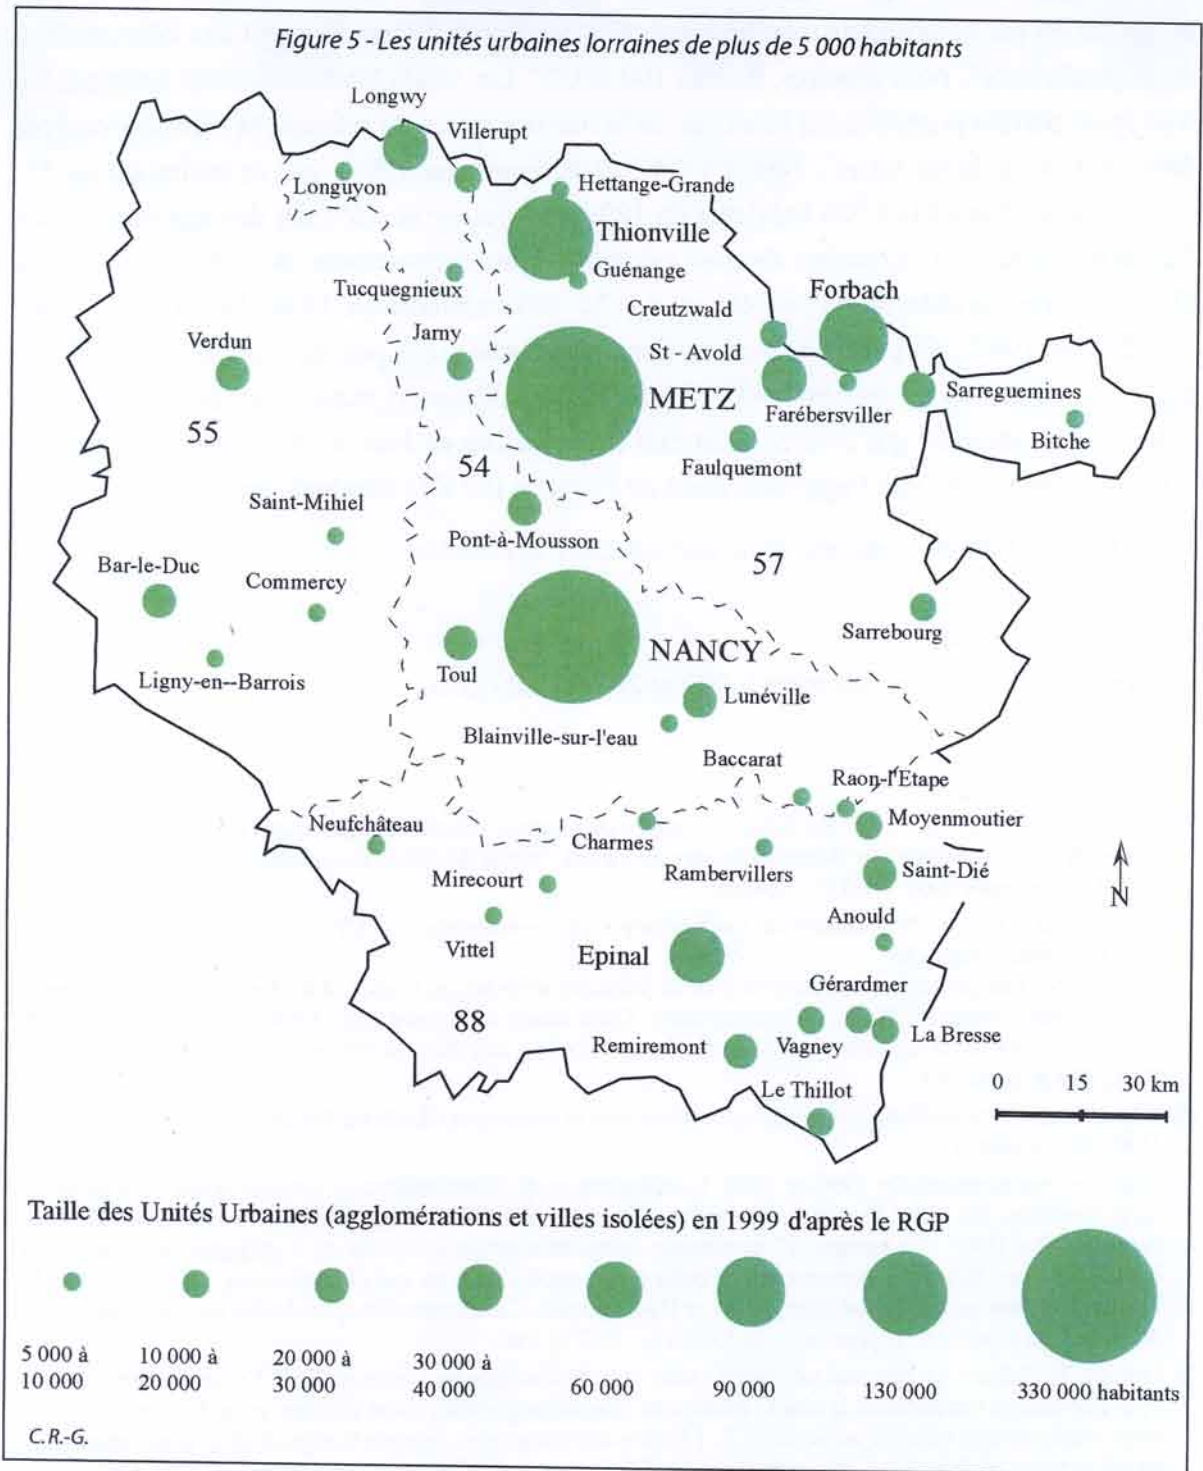 Figure 5 - Les unités urbaines lorraines de plus de 5 000 habitants
Longwy
Villerupt
Longuyon
Hettange-Grande
Thionville
Guénange
Tucquegnieux
Creutzwald
Forbach
Verdun
Jarny
St - Avold
METZ
Sarreguemines
Farébersviller
Bitche
55
54
Faulquemont
Saint-Mihiel
Pont-à-Mousson
57
Bar-le-Duc
Commercy
Sarrebourg
NANCY
Toul
Ligny-en--Barrois
Lunéville
Blainville-sur-l'eau
Baccarat
Raon-l'Etape
Neufchâteau
Charmes
Moyenmoutier
Mirecourt
Rambervillers
Saint-Dié
N
Anould
Vittel
Epinal
Gérardmer
88
Remiremont
Vagney
La Bresse
Le Thillot
0 15 30 km
Taille des Unités Urbaines (agglomérations et villes isolées) en 1999 d'après le RGP
5 000 à 10 000 à 20 000 à 30 000 à
10 000 20 000 30 000 40 000 60 000 90 000 130 000 330 000 habitants
C.R.-G.